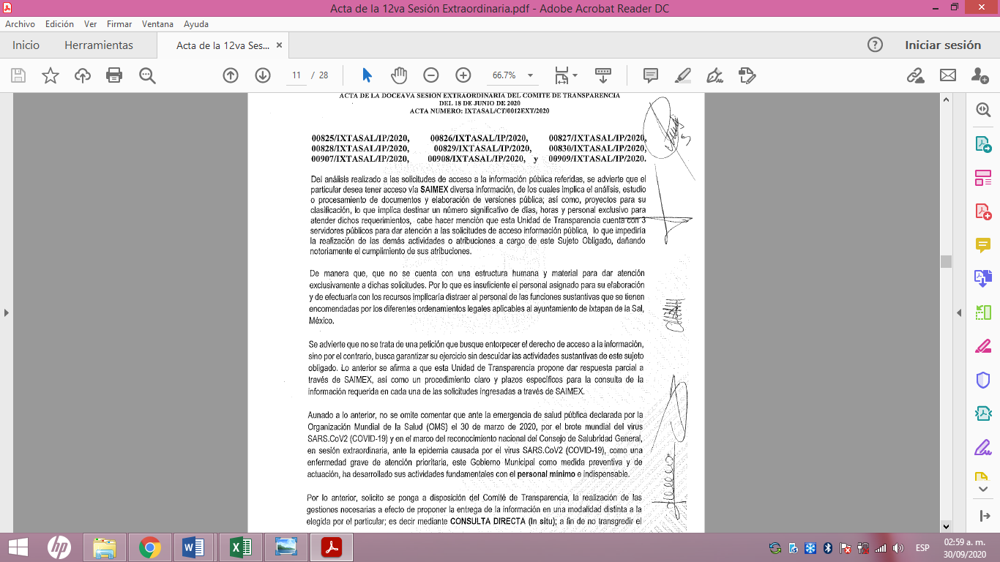 Acta de la 12va Sesión Extraordinaria.pdf - Adobe Acrobat Reader DC
Archivo Edición Ver Firmar Ventana Ayuda
Inicio Herramientas Acta de la 12va Ses... × Iniciar sesión
11 / 28 66.7%
ACTA DE LA DOCEAVA SESION EXTRAORDINARIA DEL COMITE DE TRANSPARENCIA
DEL 18 DE JUNIO DE 2020
ACTA NUMERO: IXTASAL/CT/0012EXT/2020
00825/IXTASAL/IP/2020, 00826/IXTASAL/IP/2020, 00827/IXTASAL/IP/2020,
00828/IXTASAL/IP/2020, 00829/IXTASAL/IP/2020, 00830/IXTASAL/IP/2020,
00907/IXTASAL/IP/2020, 00908/IXTASAL/IP/2020, y 00909/IXTASAL/IP/2020.
Del análisis realizado a las solicitudes de acceso a la información pública referidas, se advierte que el
particular desea tener acceso vía SAIMEX diversa información, de los cuales implica el análisis, estudio
o procesamiento de documentos y elaboración de versiones pública; así como, proyectos para su
clasificación, lo que implica destinar un número significativo de días, horas y personal exclusivo para
atender dichos requerimientos, cabe hacer mención que esta Unidad de Transparencia cuenta con 3
servidores públicos para dar atención a las solicitudes de acceso información pública, lo que impediría
la realización de las demás actividades o atribuciones a cargo de este Sujeto Obligado, dañando
notoriamente el cumplimiento de sus atribuciones.
De manera que, que no se cuenta con una estructura humana y material para dar atención
exclusivamente a dichas solicitudes. Por lo que es insuficiente el personal asignado para su elaboración
y de efectuarla con los recursos implicaría distraer al personal de las funciones sustantivas que se tienen
encomendadas por los diferentes ordenamientos legales aplicables al ayuntamiento de Ixtapan de la Sal,
México.
Se advierte que no se trata de una petición que busque entorpecer el derecho de acceso a la información,
sino por el contrario, busca garantizar su ejercicio sin descuidar las actividades sustantivas de este sujeto
obligado. Lo anterior se afirma a que esta Unidad de Transparencia propone dar respuesta parcial a
través de SAIMEX, así como un procedimiento claro y plazos específicos para la consulta de la
información requerida en cada una de las solicitudes ingresadas a través de SAIMEX.
Aunado a lo anterior, no se omite comentar que ante la emergencia de salud pública declarada por la
Organización Mundial de la Salud (OMS) el 30 de marzo de 2020, por el brote mundial del virus
SARS.CoV2 (COVID-19) y en el marco del reconocimiento nacional del Consejo de Salubridad General,
en sesión extraordinaria, ante la epidemia causada por el virus SARS.CoV2 (COVID-19), como una
enfermedad grave de atención prioritaria, este Gobierno Municipal como medida preventiva y de
actuación, ha desarrollado sus actividades fundamentales con el personal mínimo e indispensable.
Por lo anterior, solicito se ponga a disposición del Comité de Transparencia, la realización de las
gestiones necesarias a efecto de proponer la entrega de la información en una modalidad distinta a la
elegida por el particular; es decir mediante CONSULTA DIRECTA (In situ); a fin de no transgredir el
ESP
02:59 a. m.
30/09/2020